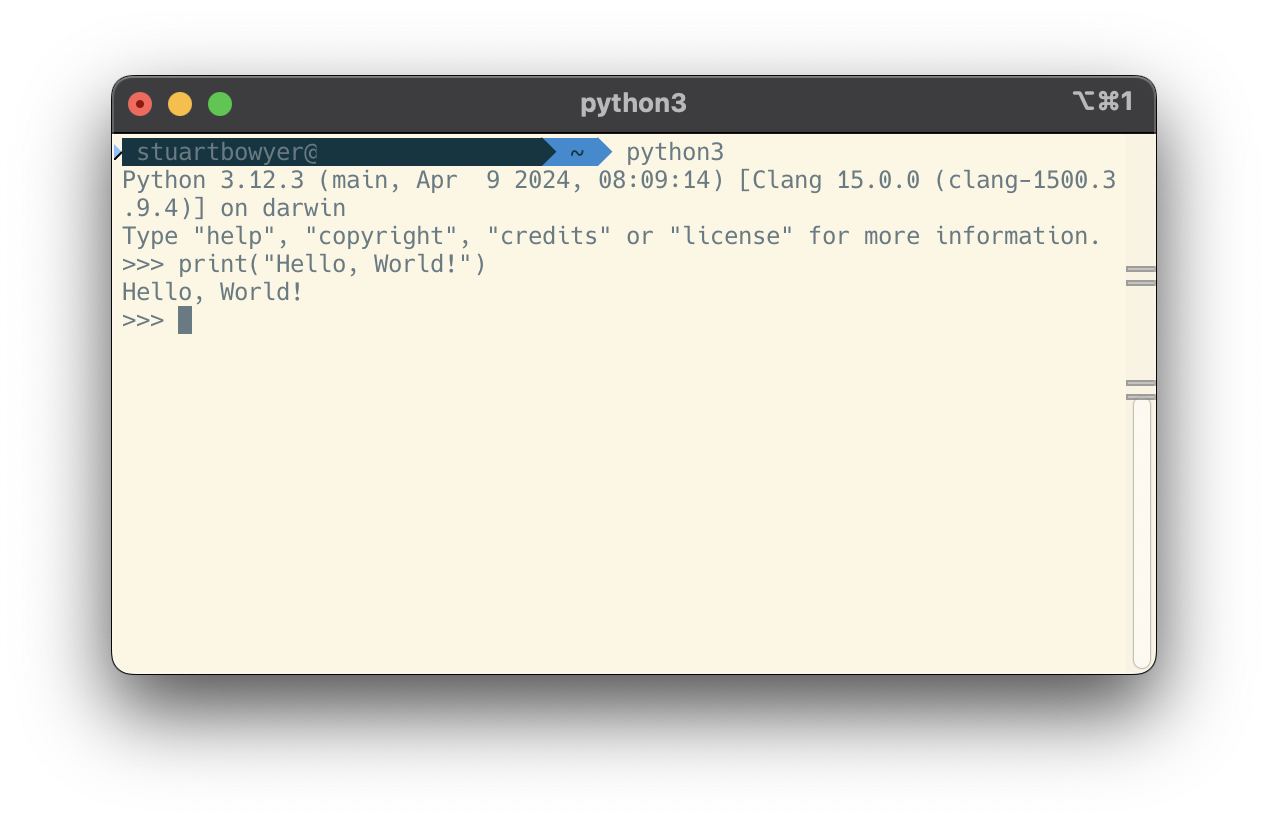 python3 ⌥⌘1
stuartbowyer@ ~ python3
Python 3.12.3 (main, Apr  9 2024, 08:09:14) [Clang 15.0.0 (clang-1500.3
.9.4)] on darwin
Type "help", "copyright", "credits" or "license" for more information.
>>> print("Hello, World!")
Hello, World!
>>>